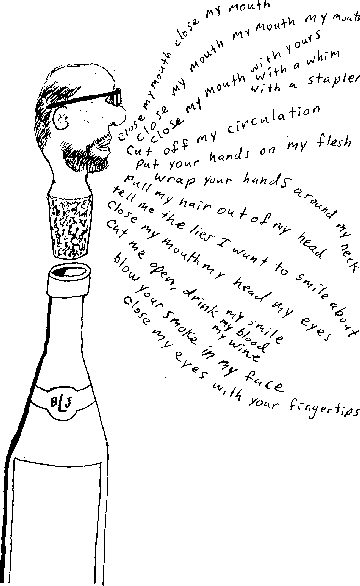 close my mouth close my mouth
close my mouth my mouth my mouth
close my mouth with yours
with a whim
with a stapler
cut off my circulation
put your hands on my flesh
wrap your hands around my neck
pull my hair out of my head
tell me the lies I want to smile about
close my mouth my head my eyes
cut me open, drink my smile
my blood
my wine
blow your smoke in my face
close my eyes with your fingertips
BLJ